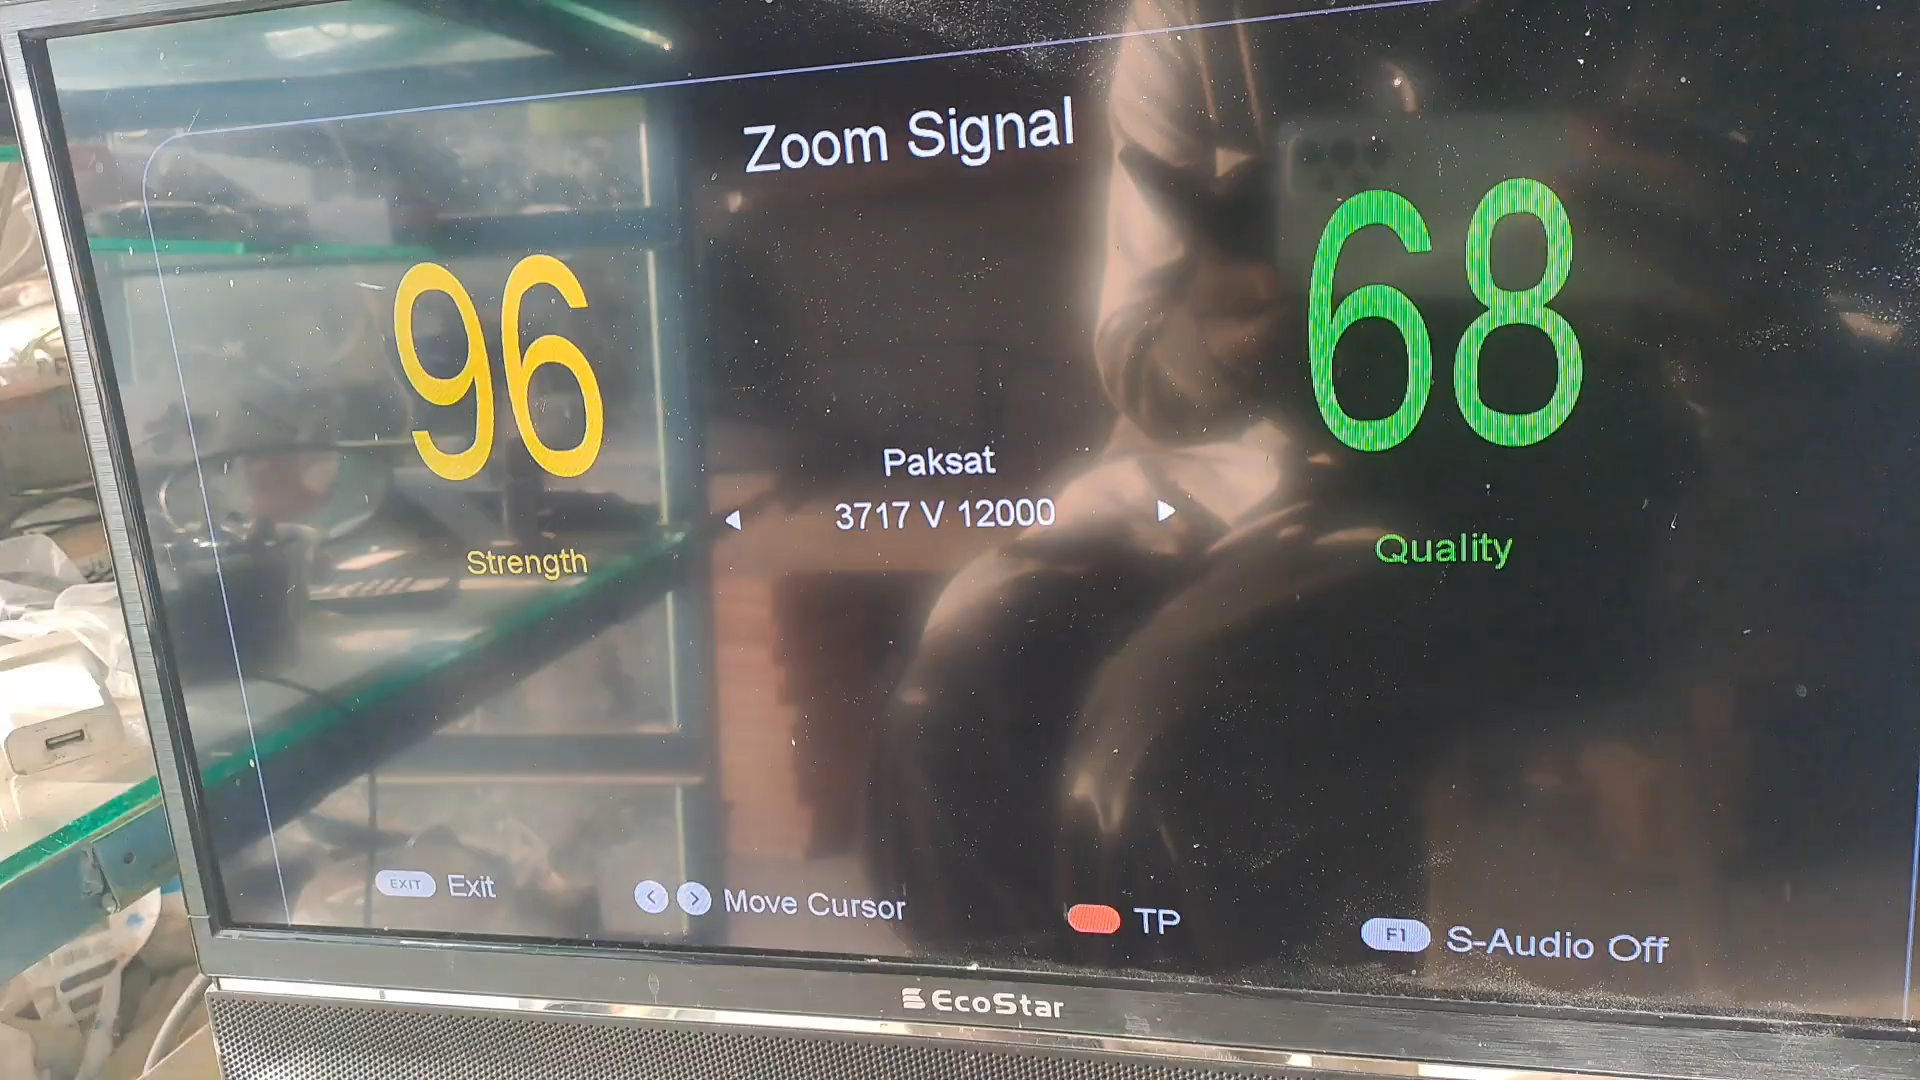 Zoom Signal
96
68
Paksat
3717 V 12000
Strength
Quality
EXIT Exit
Move Cursor
TP
F1 S-Audio Off
EcoStar